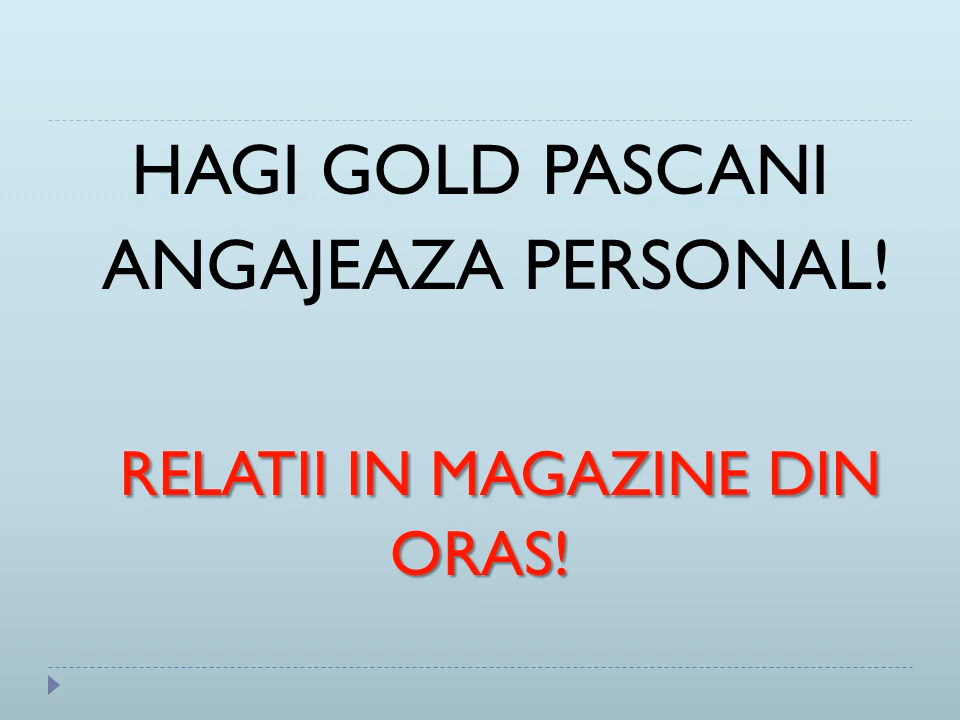 HAGI GOLD PASCANI
ANGAJEAZA PERSONAL!
RELATII IN MAGAZINE DIN
ORAS!